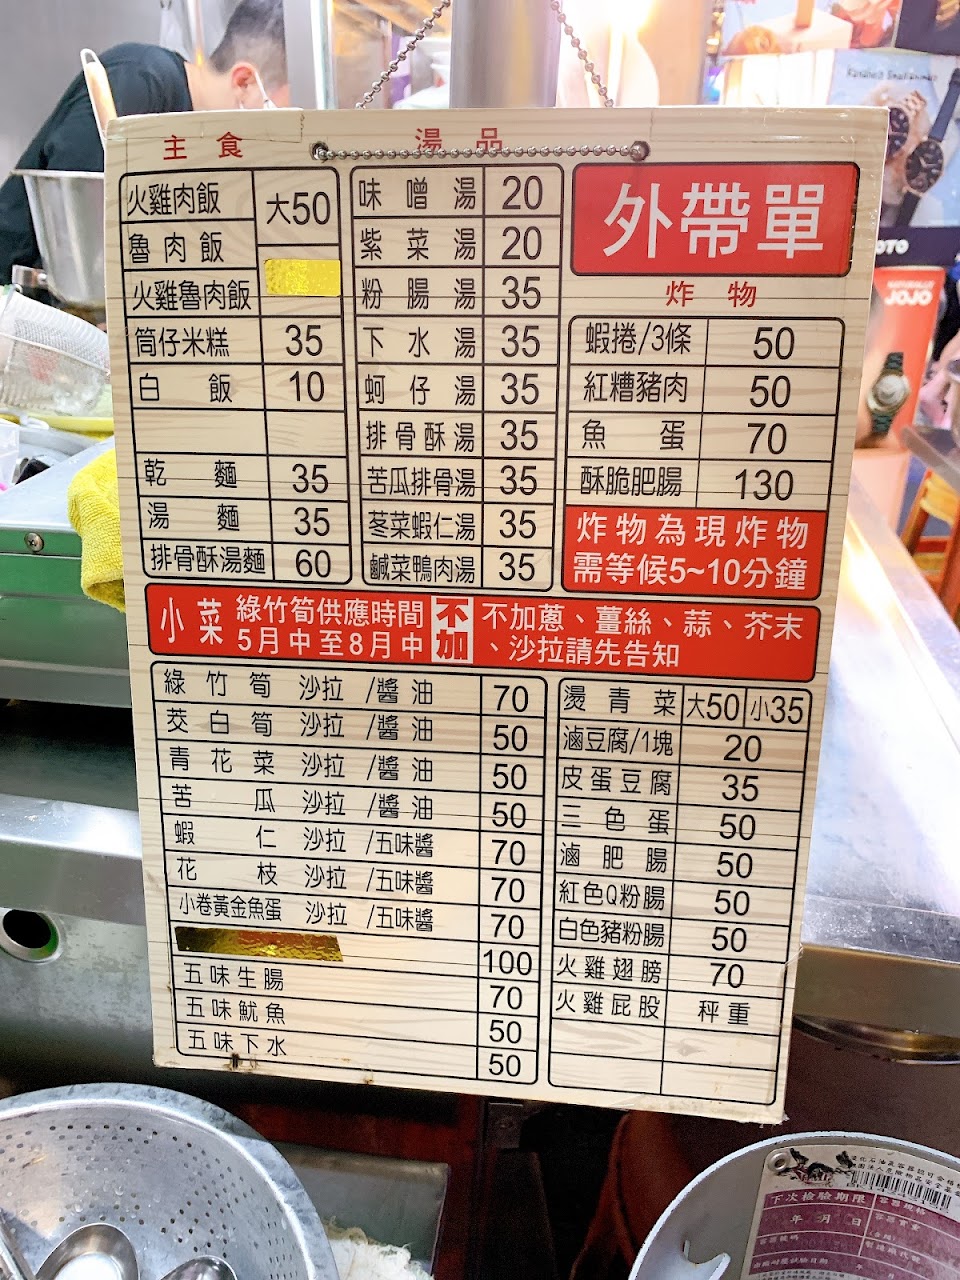 主食
火雞肉飯 大50
魯肉飯
火雞魯肉飯
筒仔米糕 35
白飯 10
乾麵 35
湯麵 35
排骨酥湯麵 60
湯品
味噌湯 20
紫菜湯 20
粉腸湯 35
下水湯 35
蚵仔湯 35
排骨酥湯 35
苦瓜排骨湯 35
茎菜蝦仁湯 35
鹹菜鴨肉湯 35
外帶單
炸物
蝦捲/3條 50
紅糟豬肉 50
魚蛋 70
酥脆肥腸 130
炸物為現炸物
需等候5~10分鐘
小菜
綠竹筍供應時間
5月中至8月中
不加
不加蔥、薑絲、蒜、芥末
、沙拉請先告知
綠竹筍 沙拉 /醬油 70
茭白筍 沙拉 /醬油 50
青花菜 沙拉 /醬油 50
苦瓜 沙拉 /醬油 50
蝦仁 沙拉 /五味醬 70
花枝 沙拉 /五味醬 70
小卷黃金魚蛋 沙拉 /五味醬 70
100
五味生腸 70
五味魷魚 50
五味下水 50
燙青菜 大50 小35
滷豆腐/1塊 20
皮蛋豆腐 35
三色蛋 50
滷肥腸 50
紅色Q粉腸 50
白色豬粉腸 50
火雞翅膀 70
火雞屁股 秤重
NATURALLY
JOJO
下次檢驗期限
年 月 日